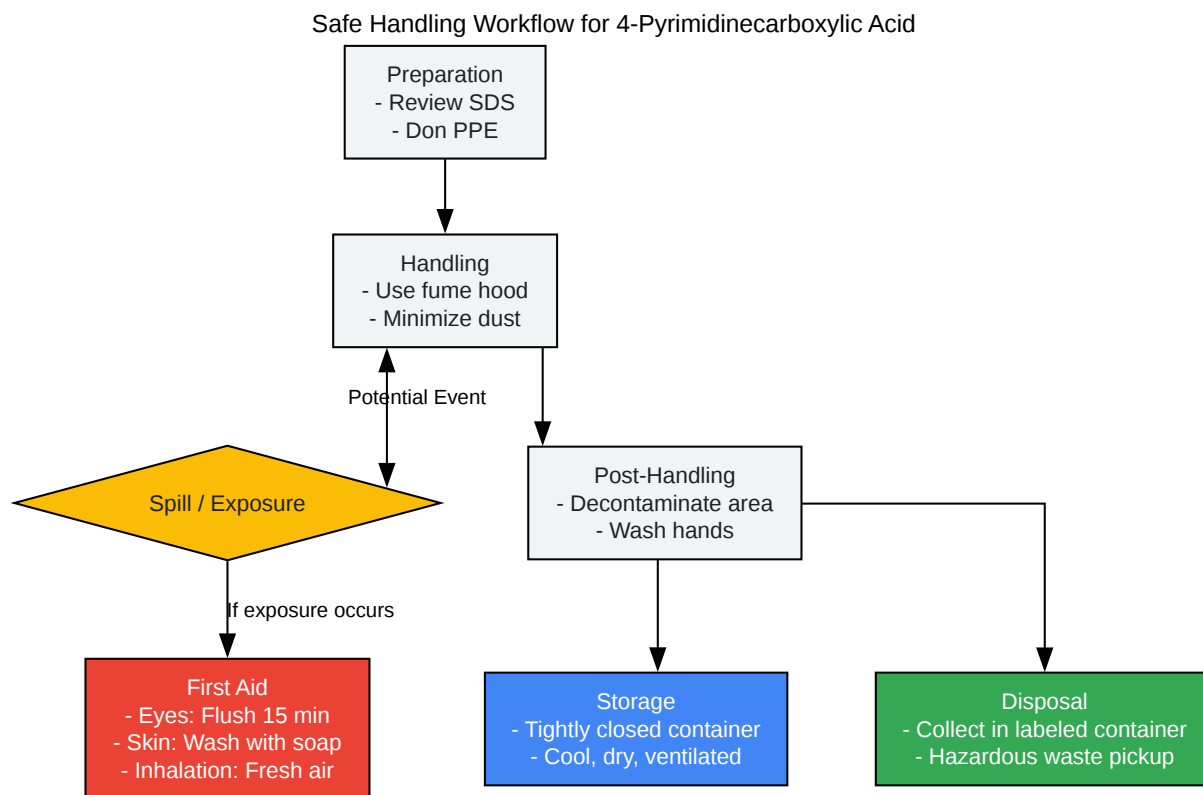 Safe Handling Workflow for 4-Pyrimidinecarboxylic Acid
Preparation
- Review SDS
- Don PPE
Handling
- Use fume hood
- Minimize dust
Potential Event
Spill / Exposure
Post-Handling
- Decontaminate area
- Wash hands
If exposure occurs
First Aid
- Eyes: Flush 15 min
- Skin: Wash with soap
- Inhalation: Fresh air
Storage
- Tightly closed container
- Cool, dry, ventilated
Disposal
- Collect in labeled container
- Hazardous waste pickup